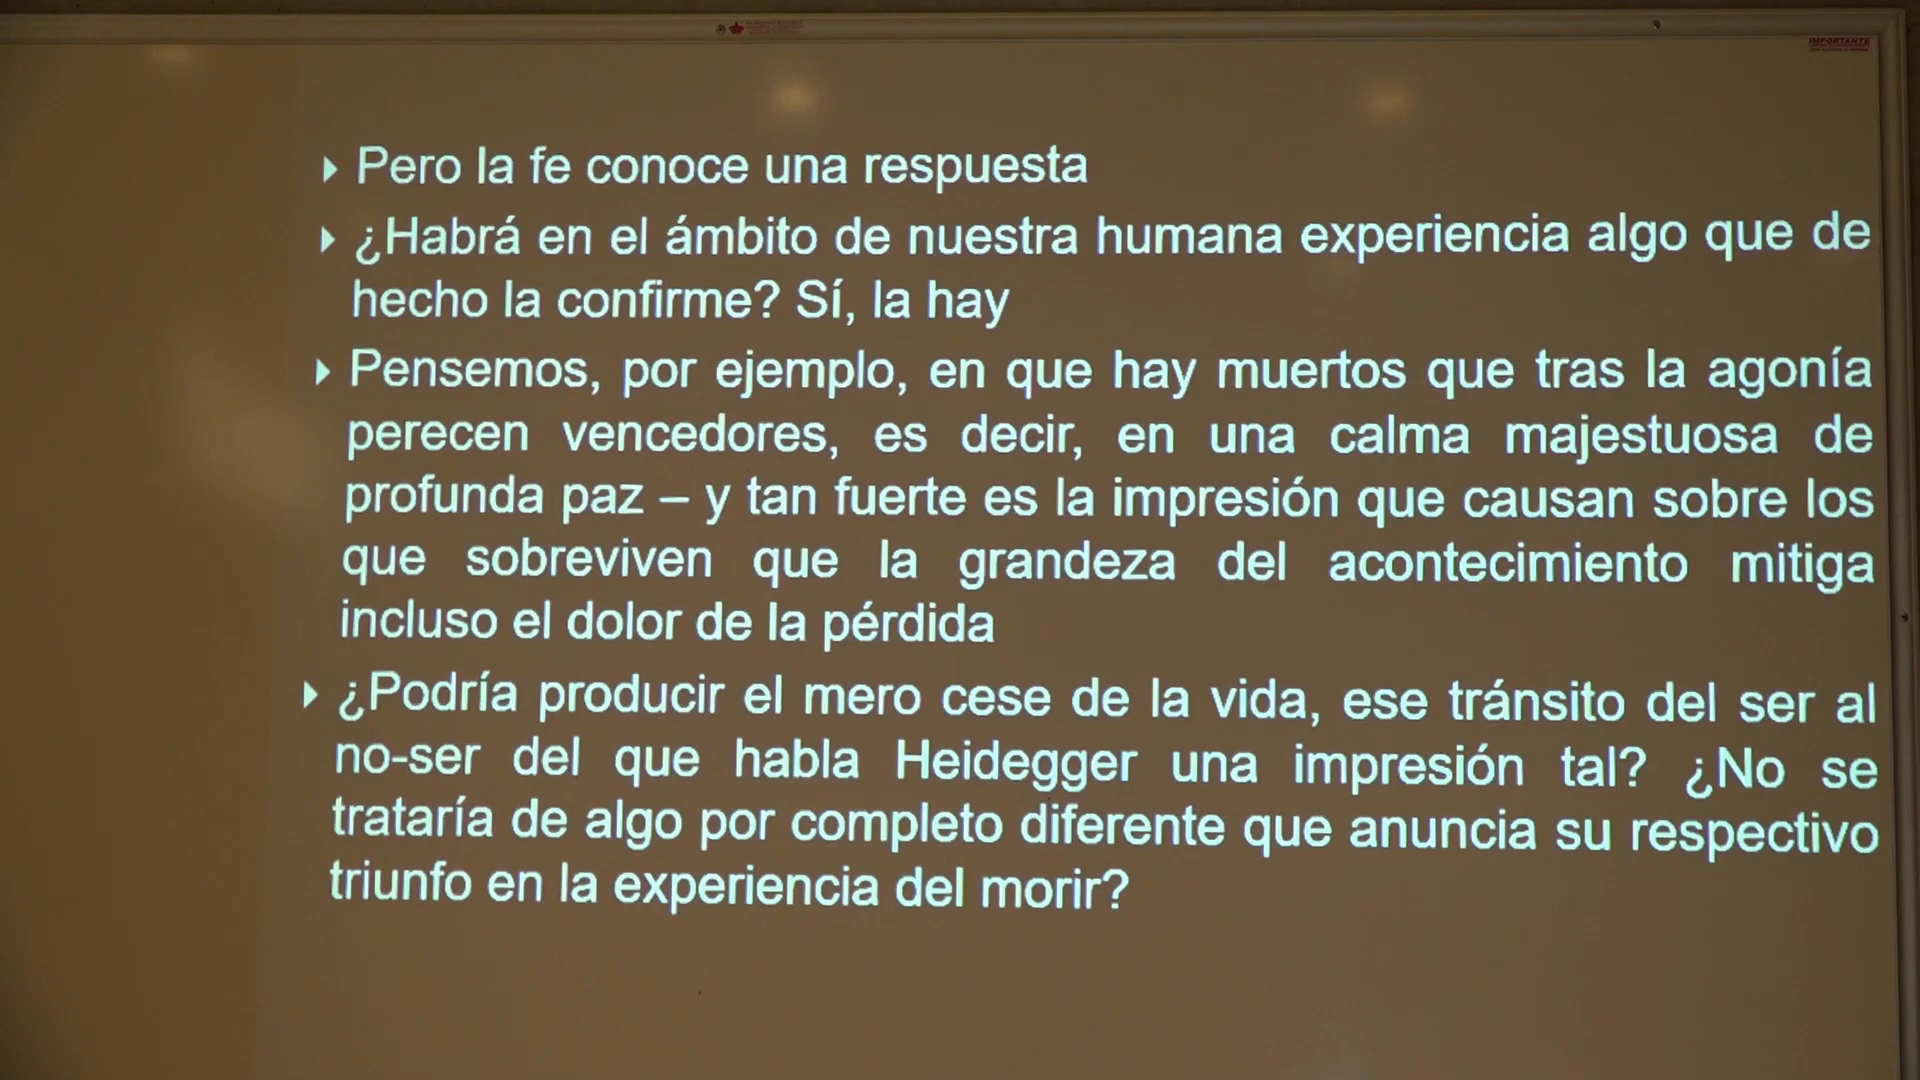 IMPORTANTE
Pero la fe conoce una respuesta
¿Habrá en el ámbito de nuestra humana experiencia algo que de
hecho la confirme? Sí, la hay
Pensemos, por ejemplo, en que hay muertos que tras la agonía
perecen vencedores, es decir, en una calma majestuosa de
profunda paz – y tan fuerte es la impresión que causan sobre los
que sobreviven que la grandeza del acontecimiento mitiga
incluso el dolor de la pérdida
¿Podría producir el mero cese de la vida, ese tránsito del ser al
no-ser del que habla Heidegger una impresión tal? ¿No se
trataría de algo por completo diferente que anuncia su respectivo
triunfo en la experiencia del morir?